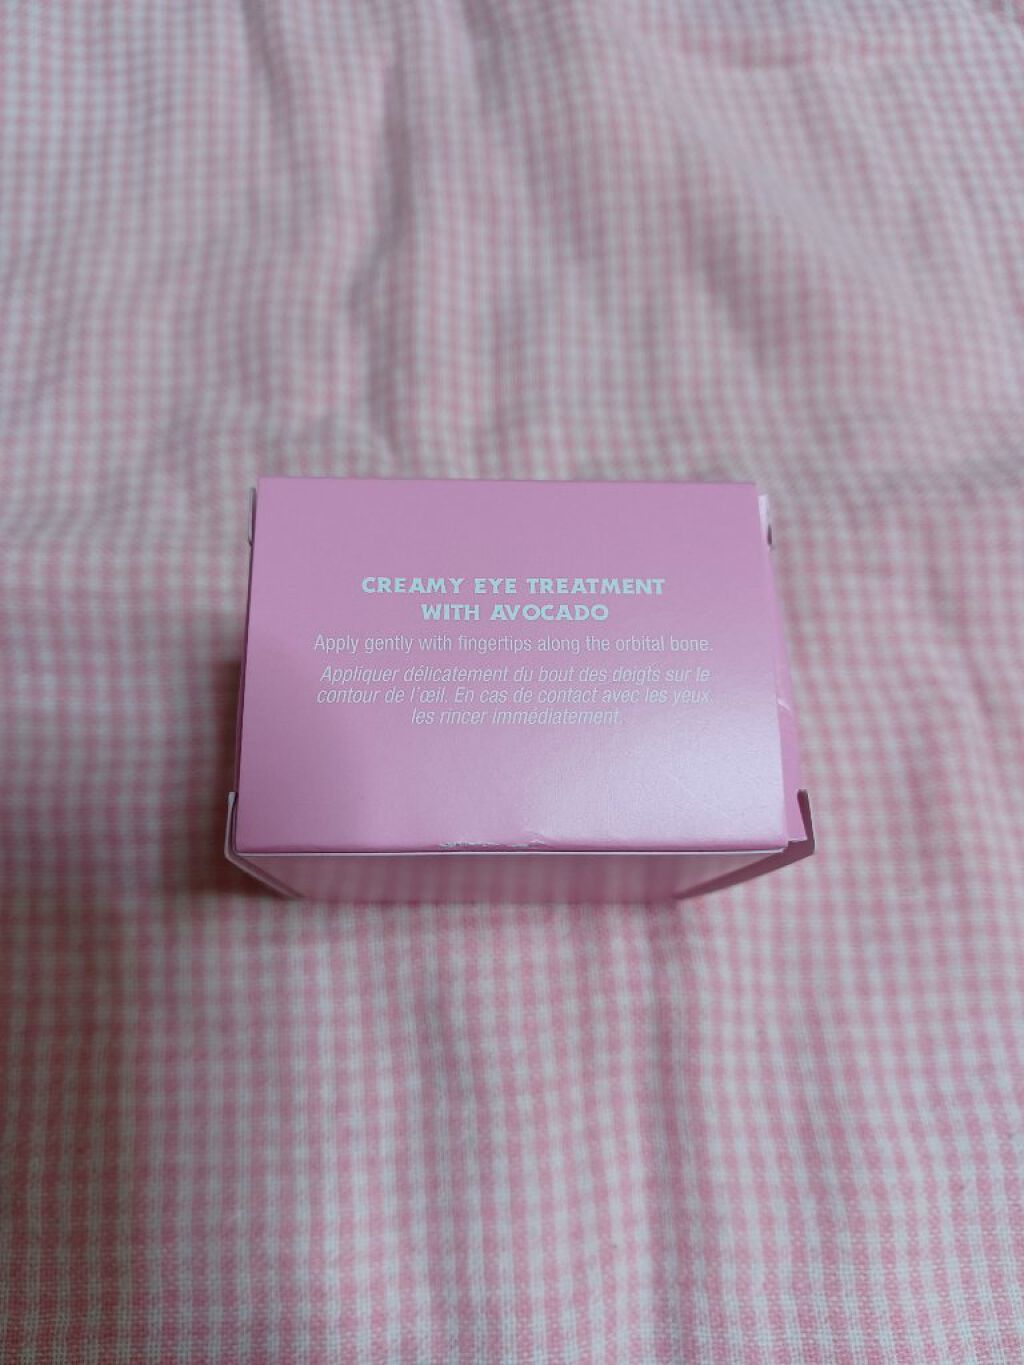 CREAMY EYE TREATMENT
WITH AVOCADO
Apply gently with fingertips along the orbital bone.
Appliquer délicatement du bout des doigts sur le
contour de l'œil. En cas de contact avec les yeux,
les rincer immédiatement.